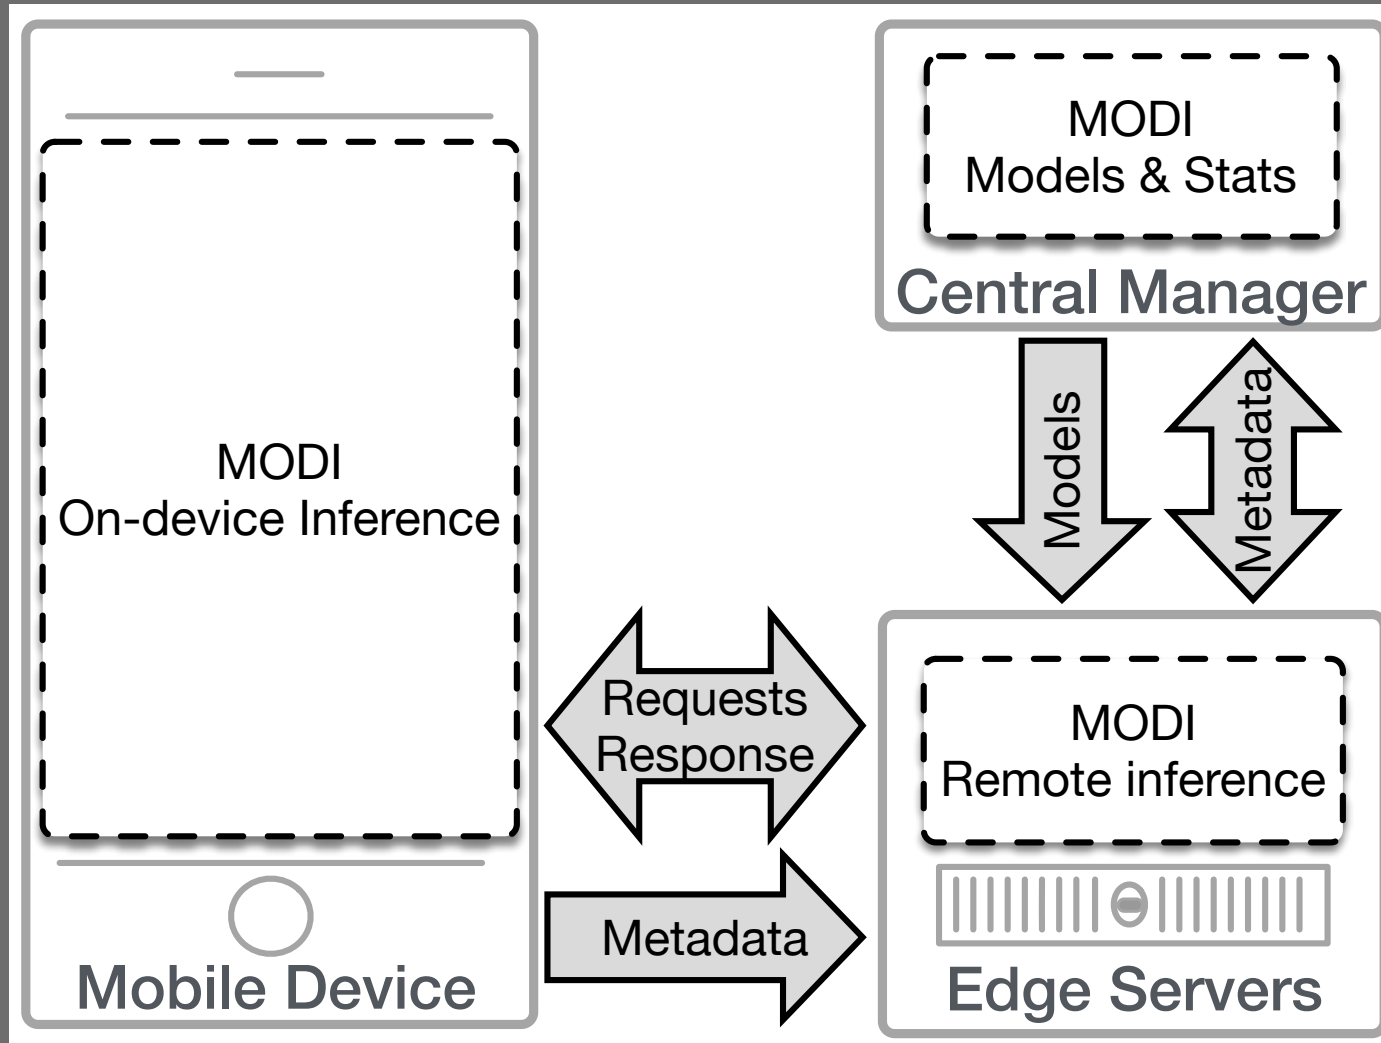 MODI
On-device Inference
Mobile Device
MODI
Models & Stats
Central Manager
Models
Metadata
Requests
Response
Metadata
MODI
Remote inference
Edge Servers